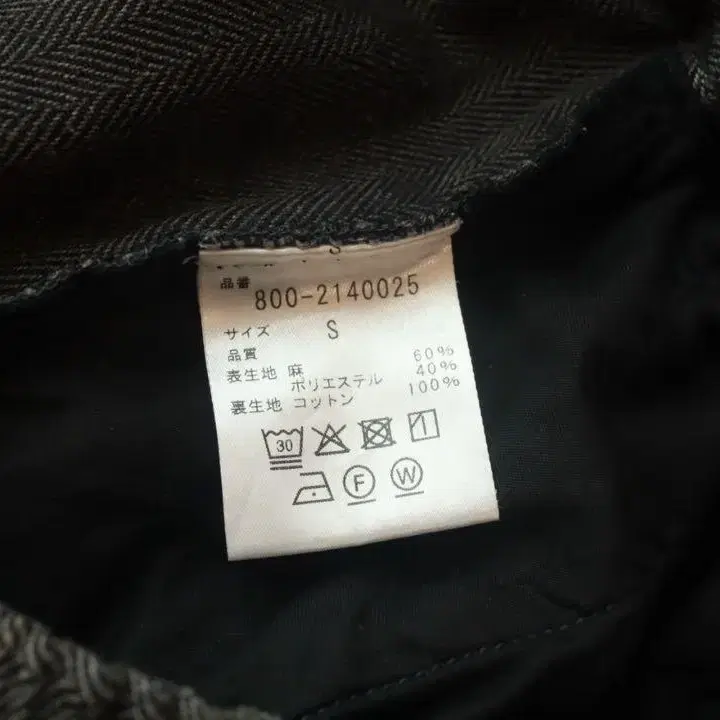 S
品番
800-2140025
サイズ S
品質
表生地 麻 60%
ポリエステル 40%
裏生地 コットン 100%
30
F W